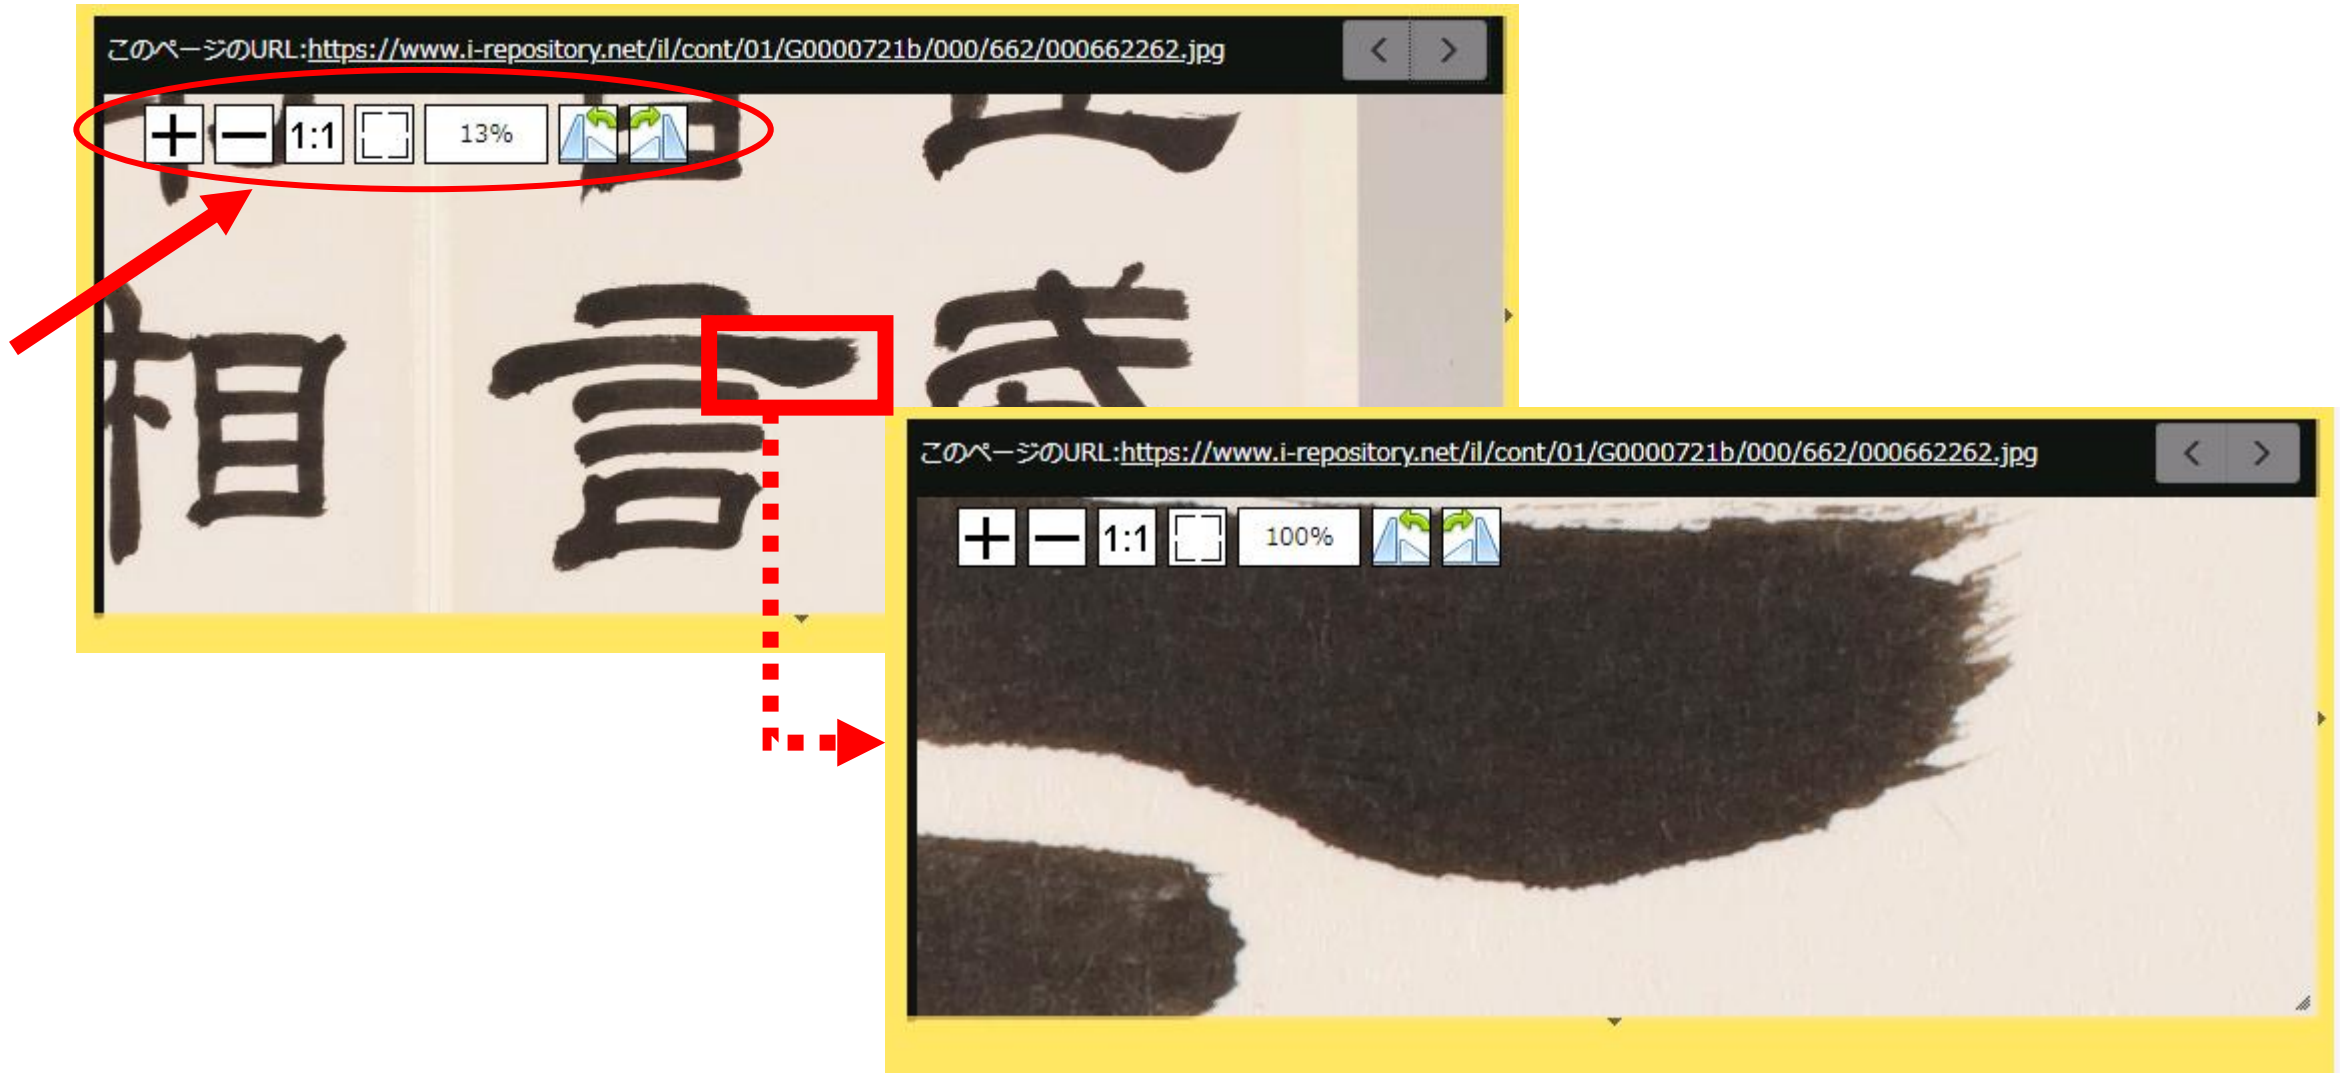 このページのURL:https://www.i-repository.net/il/cont/01/G0000721b/000/662/000662262.jpg
1:1 13%
言
相
このページのURL:https://www.i-repository.net/il/cont/01/G0000721b/000/662/000662262.jpg
1:1 100%